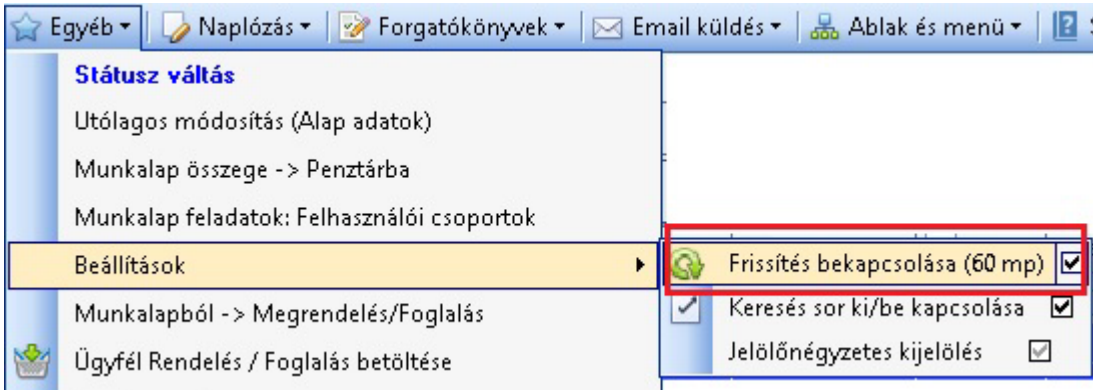 Egyéb Naplózás Forgatókönyvek Email küldés Ablak és menü
Státusz váltás
Utólagos módosítás (Alap adatok)
Munkalap összege -> Penztárba
Munkalap feladatok: Felhasználói csoportok
Beállítások
Frissítés bekapcsolása (60 mp)
Munkalapból -> Megrendelés/Foglalás
Keresés sor ki/be kapcsolása
Ügyfél Rendelés / Foglalás betöltése
Jelölőnégyzetes kijelölés